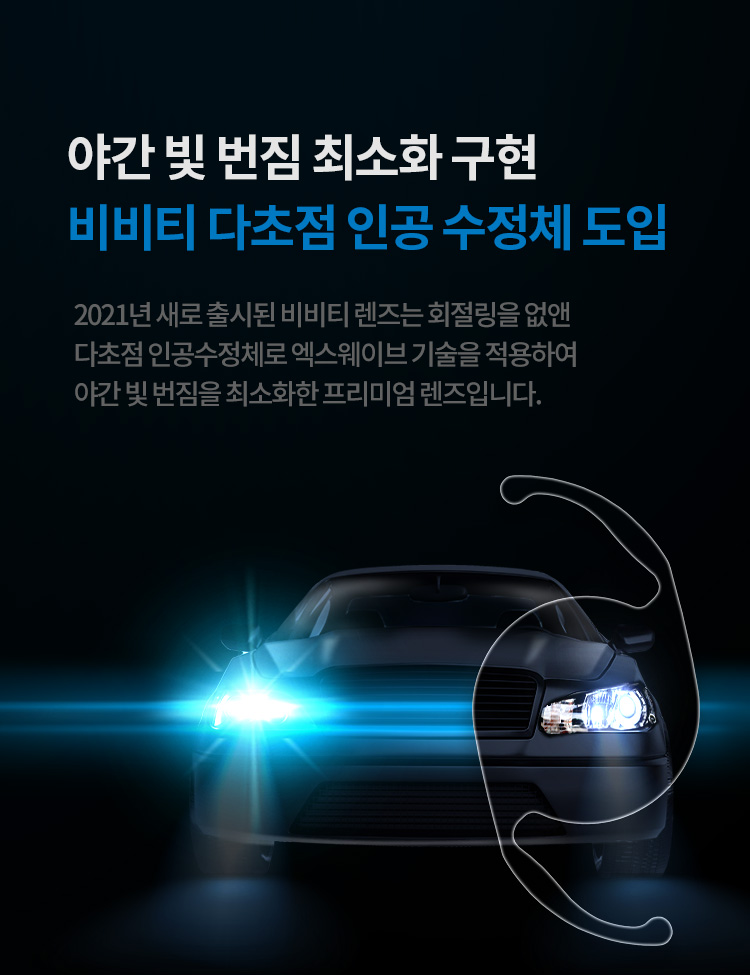 야간 빛 번짐 최소화 구현
비비티 다초점 인공 수정체 도입
2021년 새로 출시된 비비티 렌즈는 회절링을 없앤
다초점 인공수정체로 엑스웨이브 기술을 적용하여
야간 빛 번짐을 최소화한 프리미엄 렌즈입니다.